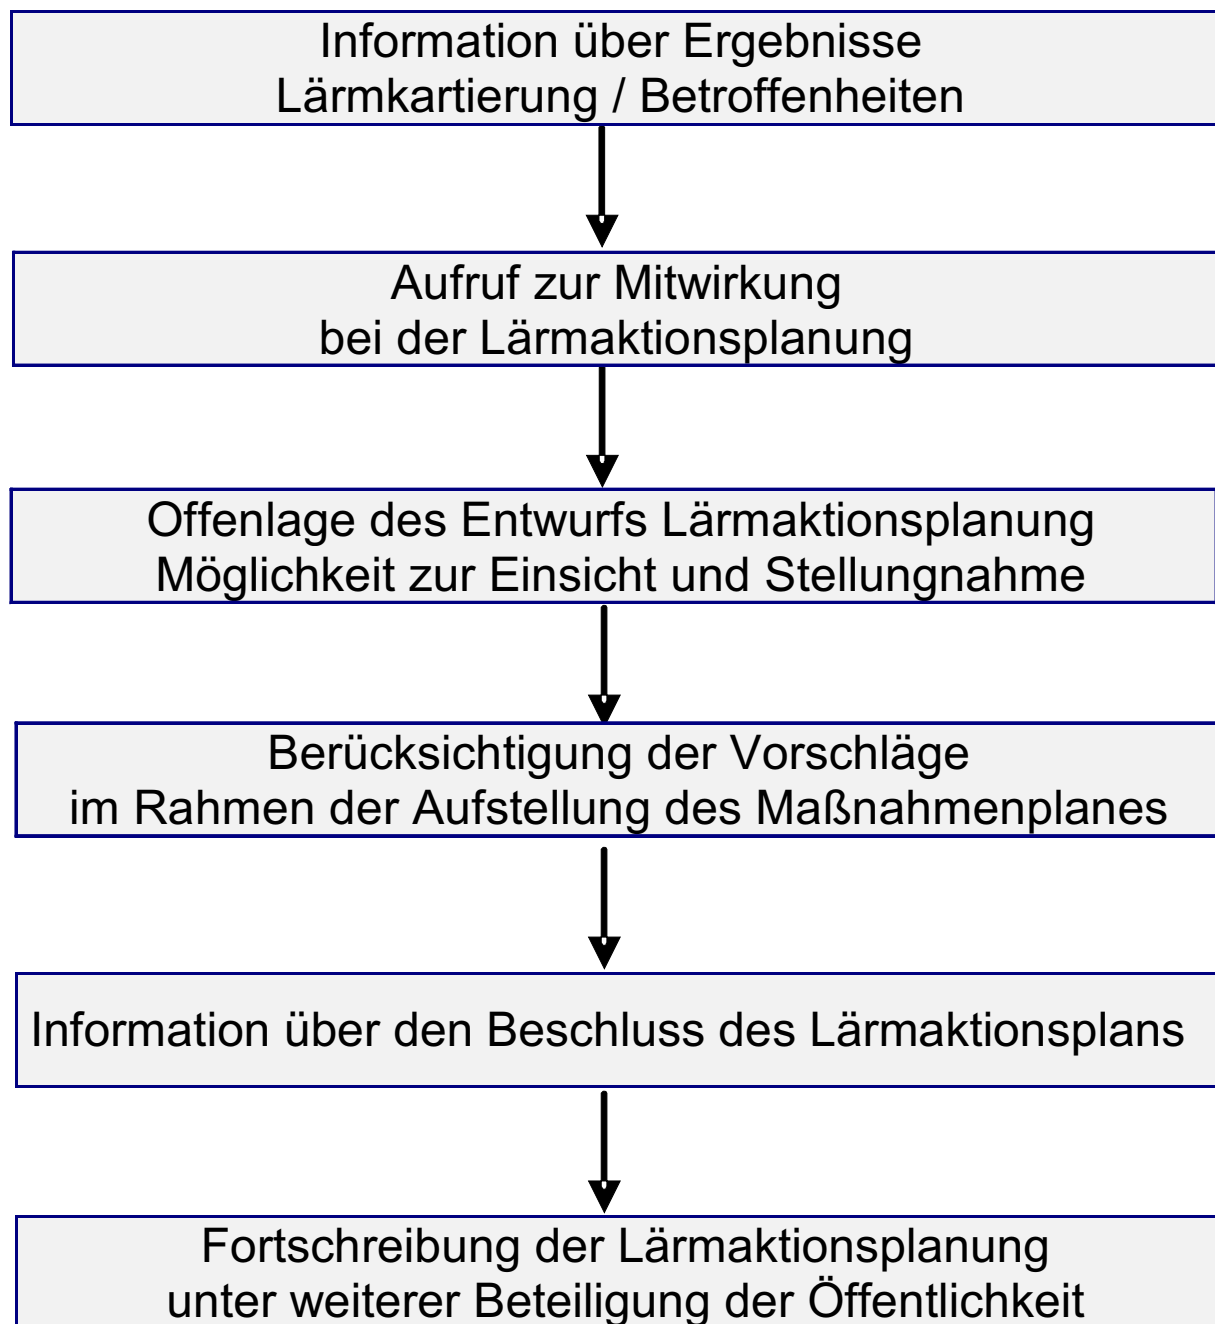 Information über Ergebnisse
Lärmkartierung / Betroffenheiten
Aufruf zur Mitwirkung
bei der Lärmaktionsplanung
Offenlage des Entwurfs Lärmaktionsplanung
Möglichkeit zur Einsicht und Stellungnahme
Berücksichtigung der Vorschläge
im Rahmen der Aufstellung des Maßnahmenplanes
Information über den Beschluss des Lärmaktionsplans
Fortschreibung der Lärmaktionsplanung
unter weiterer Beteiligung der Öffentlichkeit